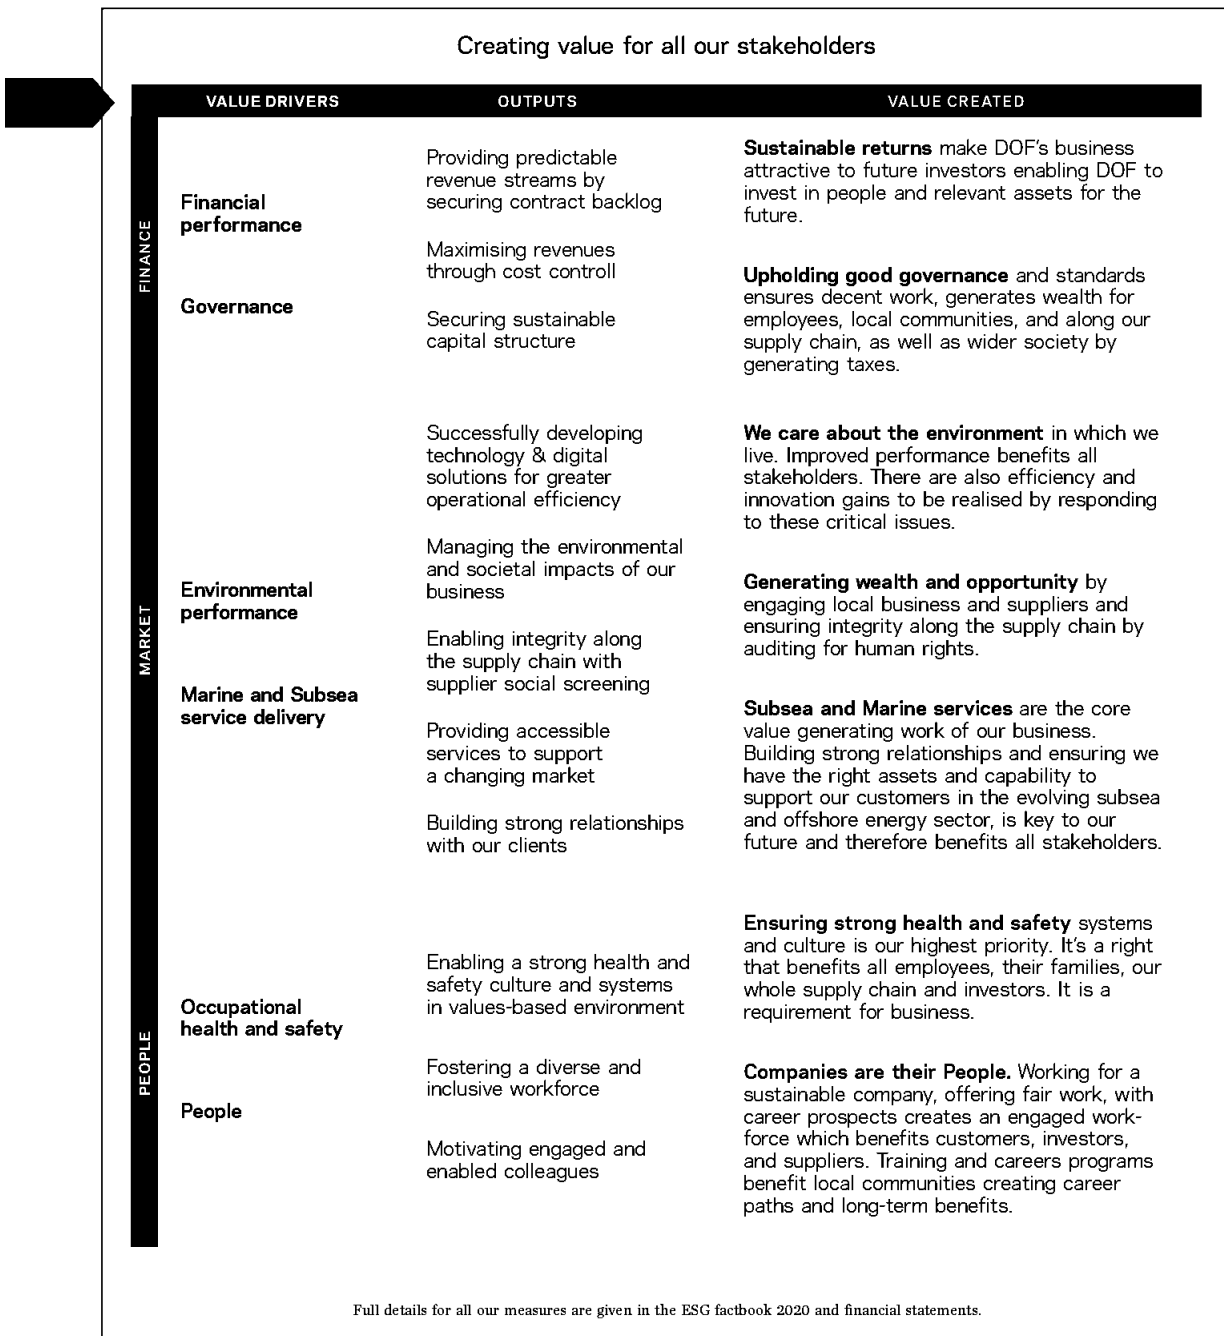 Creating value for all our stakeholders
VALUE DRIVERS
OUTPUTS
VALUE CREATED
FINANCE
Financial
performance
Governance
Providing predictable
revenue streams by
securing contract backlog
Maximising revenues
through cost controll
Securing sustainable
capital structure
Sustainable returns make DOF's business
attractive to future investors enabling DOF to
invest in people and relevant assets for the
future.
Upholding good governance and standards
ensures decent work, generates wealth for
employees, local communities, and along our
supply chain, as well as wider society by
generating taxes.
MARKET
Environmental
performance
Marine and Subsea
service delivery
Successfully developing
technology & digital
solutions for greater
operational efficiency
Managing the environmental
and societal impacts of our
business
Enabling integrity along
the supply chain with
supplier social screening
Providing accessible
services to support
a changing market
Building strong relationships
with our clients
We care about the environment in which we
live. Improved performance benefits all
stakeholders. There are also efficiency and
innovation gains to be realised by responding
to these critical issues.
Generating wealth and opportunity by
engaging local business and suppliers and
ensuring integrity along the supply chain by
auditing for human rights.
Subsea and Marine services are the core
value generating work of our business.
Building strong relationships and ensuring we
have the right assets and capability to
support our customers in the evolving subsea
and offshore energy sector, is key to our
future and therefore benefits all stakeholders.
PEOPLE
Occupational
health and safety
People
Enabling a strong health and
safety culture and systems
in values-based environment
Fostering a diverse and
inclusive workforce
Motivating engaged and
enabled colleagues
Ensuring strong health and safety systems
and culture is our highest priority. It's a right
that benefits all employees, their families, our
whole supply chain and investors. It is a
requirement for business.
Companies are their People. Working for a
sustainable company, offering fair work, with
career prospects creates an engaged work-
force which benefits customers, investors,
and suppliers. Training and careers programs
benefit local communities creating career
paths and long-term benefits.
Full details for all our measures are given in the ESG factbook 2020 and financial statements.